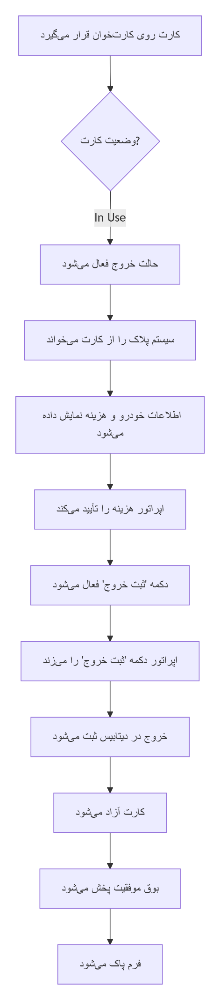 کارت روی کارت‌خوان قرار می‌گیرد
وضعیت کارت?
In Use
حالت خروج فعال می‌شود
سیستم پلاک را از کارت می‌خواند
اطلاعات خودرو و هزینه نمایش داده
می‌شود
اپراتور هزینه را تأیید می‌کند
دکمه 'ثبت خروج' فعال می‌شود
اپراتور دکمه 'ثبت خروج' را می‌زند
خروج در دیتابیس ثبت می‌شود
کارت آزاد می‌شود
بوق موفقیت پخش می‌شود
فرم پاک می‌شود